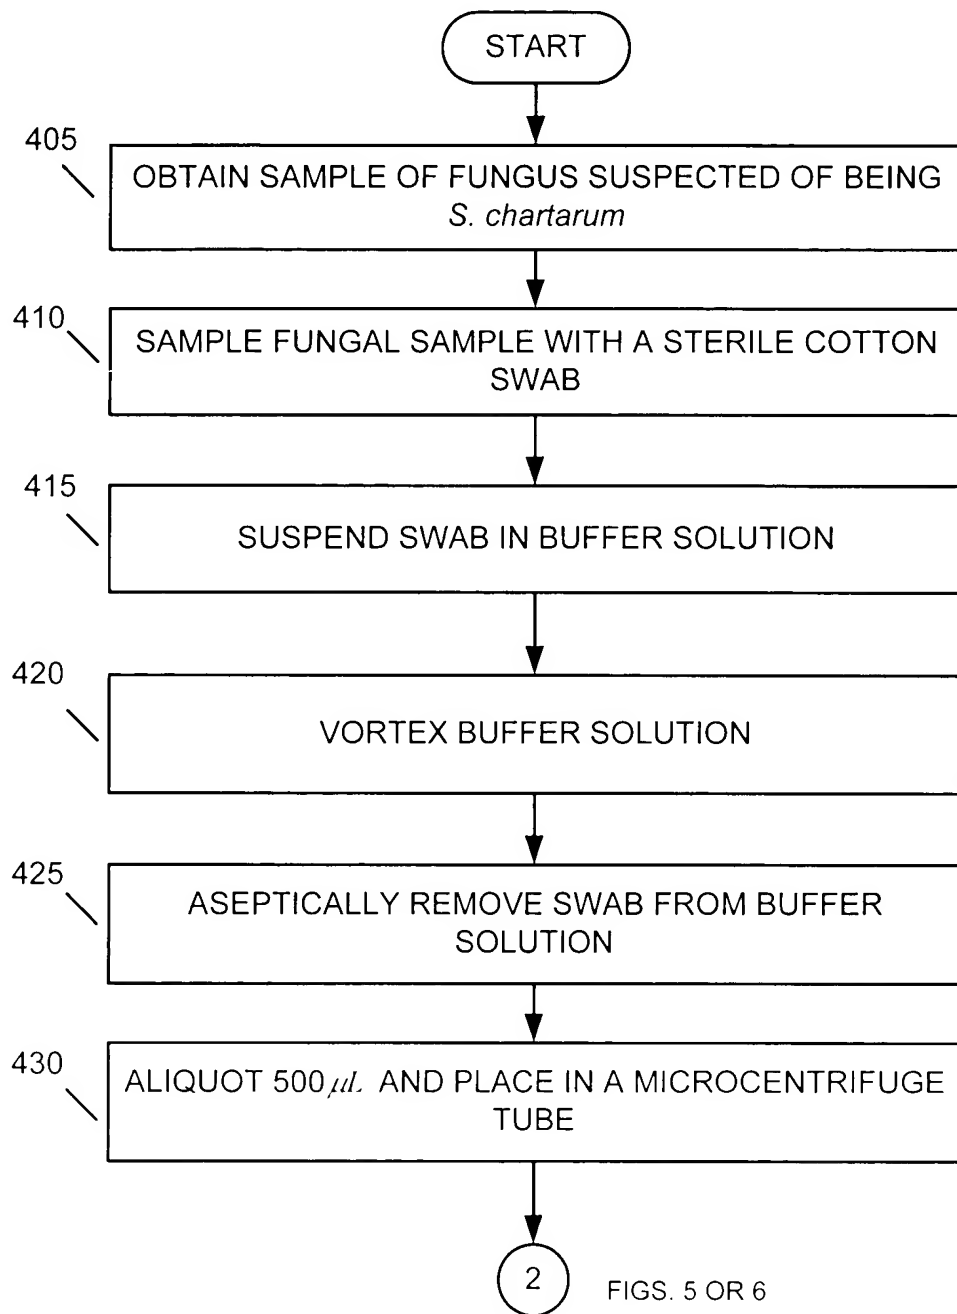 START
405
OBTAIN SAMPLE OF FUNGUS SUSPECTED OF BEING
S. chartarum
410
SAMPLE FUNGAL SAMPLE WITH A STERILE COTTON
SWAB
415
SUSPEND SWAB IN BUFFER SOLUTION
420
VORTEX BUFFER SOLUTION
425
ASEPTICALLY REMOVE SWAB FROM BUFFER
SOLUTION
430
ALIQUOT 500 µL AND PLACE IN A MICROCENTRIFUGE
TUBE
2
FIGS. 5 OR 6